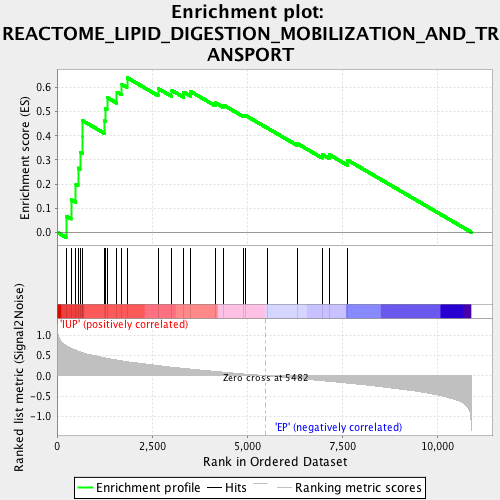 Enrichment plot:
REACTOME_LIPID_DIGESTION_MOBILIZATION_AND_TR
ANSPORT
Enrichment score (ES)
0.6
0.5
0.4
0.3
0.2
0.1
0.0
'IUP' (positively correlated)
Ranked list metric (Signal2Noise)
1.0
0.5
0.0
-0.5
-1.0
Zero cross at 5482
'EP' (negatively correlated)
0 2,500 5,000 7,500 10,000
Rank in Ordered Dataset
Enrichment profile Hits Ranking metric scores